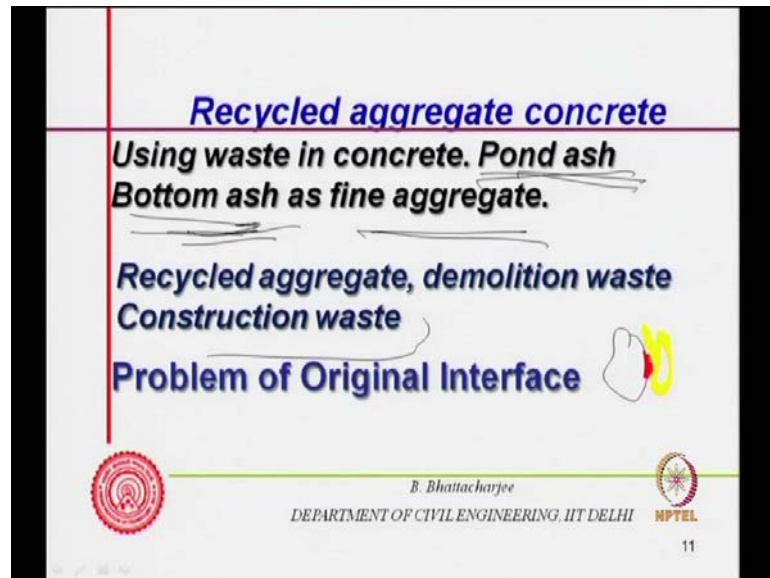 Recycled aggregate concrete
Using waste in concrete. Pond ash
Bottom ash as fine aggregate.
Recycled aggregate, demolition waste
Construction waste
Problem of Original Interface
B. Bhattacharjee
DEPARTMENT OF CIVIL ENGINEERING, IIT DELHI
NPTEL
11